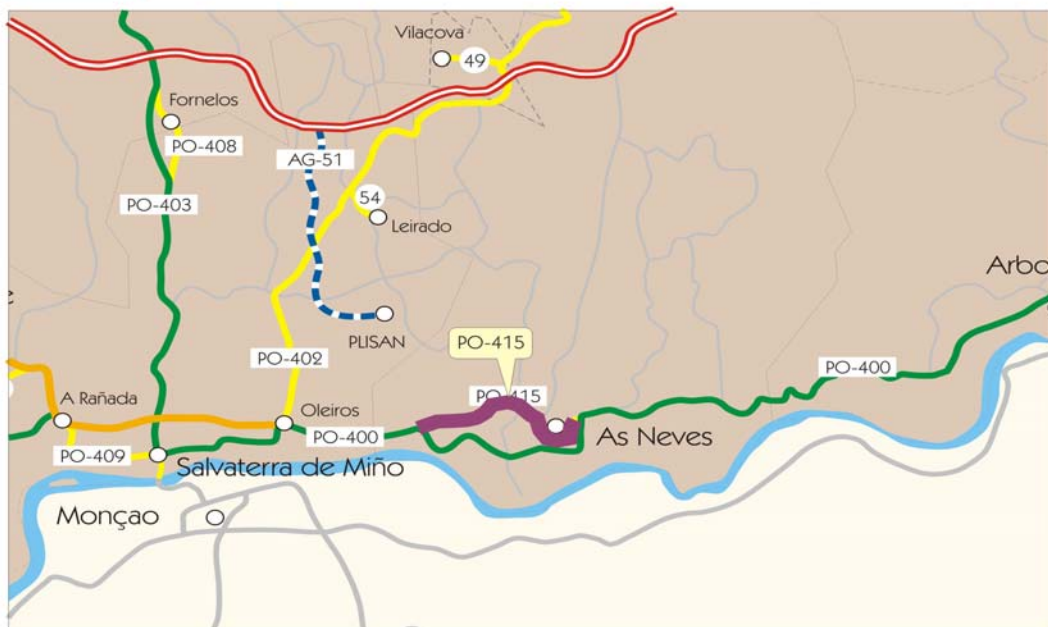 Vilacova
49
Fornelos
PO-408
AG-51
54
PO-403
Leirado
Arbo
e
PLISAN
PO-415
PO-402
PO-415
PO-400
A Rañada
Oleiros
PO-400
As Neves
PO-409
Salvaterra de Miño
Monçao